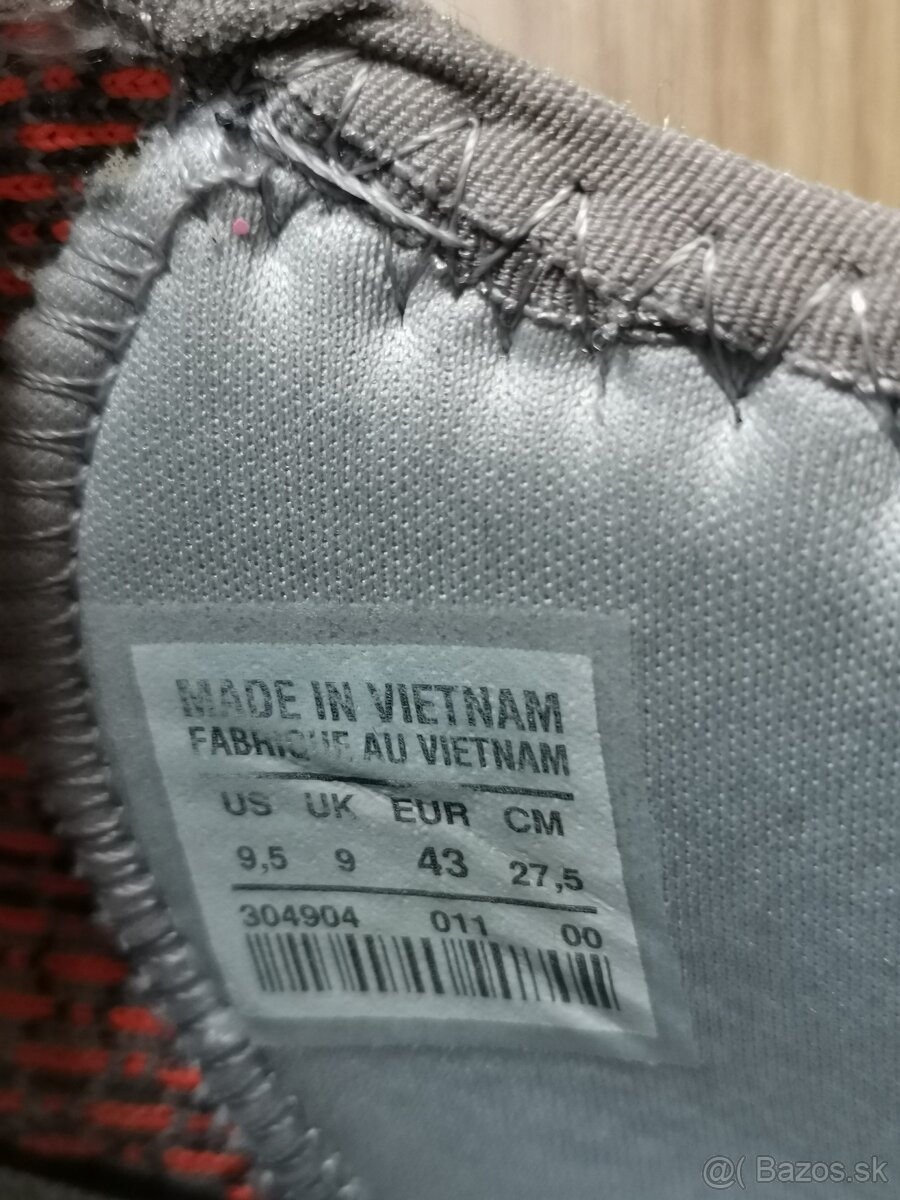 MADE IN VIETNAM
FABRIQUE AU VIETNAM
US UK EUR CM
9,5 9 43 27,5
304904 011 00
@( Bazos.sk